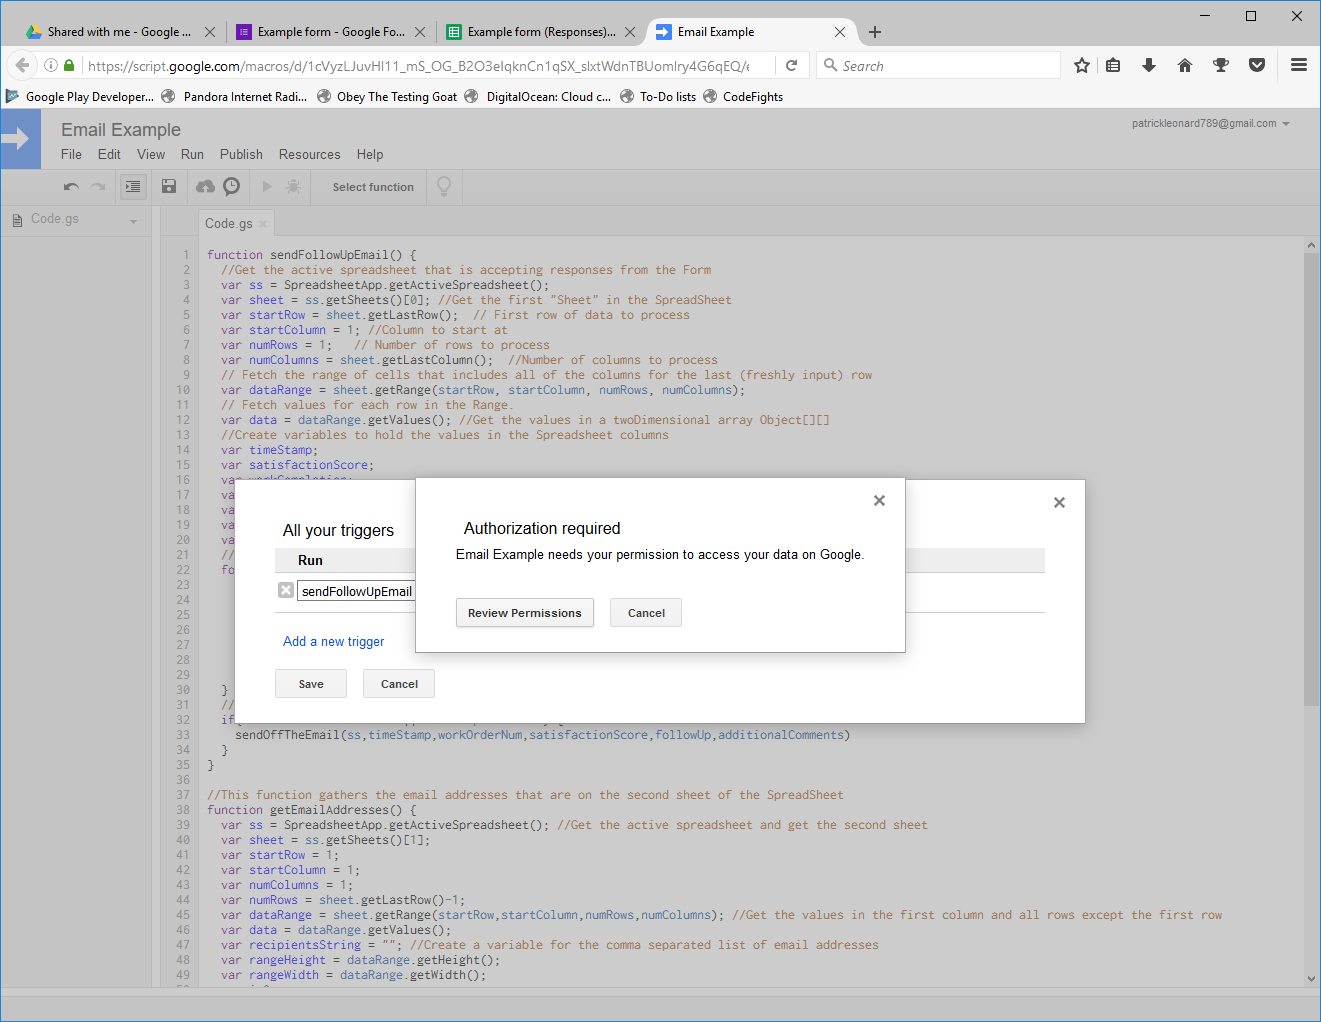 Shared with me - Google ...
Example form - Google Fo...
Example form (Responses)...
Email Example
https://script.google.com/macros/d/1cVyzLJuvHI11_mS_OG_B2O3eIqknCn1qSX_slxtWdnTBUomIry4G6qEQ/e
Search
Google Play Developer...
Pandora Internet Radi...
Obey The Testing Goat
DigitalOcean: Cloud c...
To-Do lists
CodeFights
Email Example
patrickleonard789@gmail.com
File Edit View Run Publish Resources Help
Select function
Code.gs
Code.gs
1 function sendFollowUpEmail() {
2 //Get the active spreadsheet that is accepting responses from the Form
3 var ss = SpreadsheetApp.getActiveSpreadsheet();
4 var sheet = ss.getSheets()[0]; //Get the first "Sheet" in the SpreadSheet
5 var startRow = sheet.getLastRow(); // First row of data to process
6 var startColumn = 1; //Column to start at
7 var numRows = 1; // Number of rows to process
8 var numColumns = sheet.getLastColumn(); //Number of columns to process
9 // Fetch the range of cells that includes all of the columns for the last (freshly input) row
10 var dataRange = sheet.getRange(startRow, startColumn, numRows, numColumns);
11 // Fetch values for each row in the Range.
12 var data = dataRange.getValues(); //Get the values in a twoDimensional array Object[][]
13 //Create variables to hold the values in the Spreadsheet columns
14 var timeStamp;
15 var satisfactionScore;
16 var workCompletion;
17 va
18 va
19 va
20 va
21 //
22 fo
23
24
25
26
27
28
29
30 }
31 //
32 if
33 sendOffTheEmail(ss,timeStamp,workOrderNum,satisfactionScore,followUp,additionalComments)
34 }
35 }
36
37 //This function gathers the email addresses that are on the second sheet of the SpreadSheet
38 function getEmailAddresses() {
39 var ss = SpreadsheetApp.getActiveSpreadsheet(); //Get the active spreadsheet and get the second sheet
40 var sheet = ss.getSheets()[1];
41 var startRow = 1;
42 var startColumn = 1;
43 var numColumns = 1;
44 var numRows = sheet.getLastRow()-1;
45 var dataRange = sheet.getRange(startRow,startColumn,numRows,numColumns); //Get the values in the first column and all rows except the first row
46 var data = dataRange.getValues();
47 var recipientsString = ""; //Create a variable for the comma separated list of email addresses
48 var rangeHeight = dataRange.getHeight();
49 var rangeWidth = dataRange.getWidth();
All your triggers
Run
sendFollowUpEmail
Add a new trigger
Save
Cancel
Authorization required
Email Example needs your permission to access your data on Google.
Review Permissions
Cancel